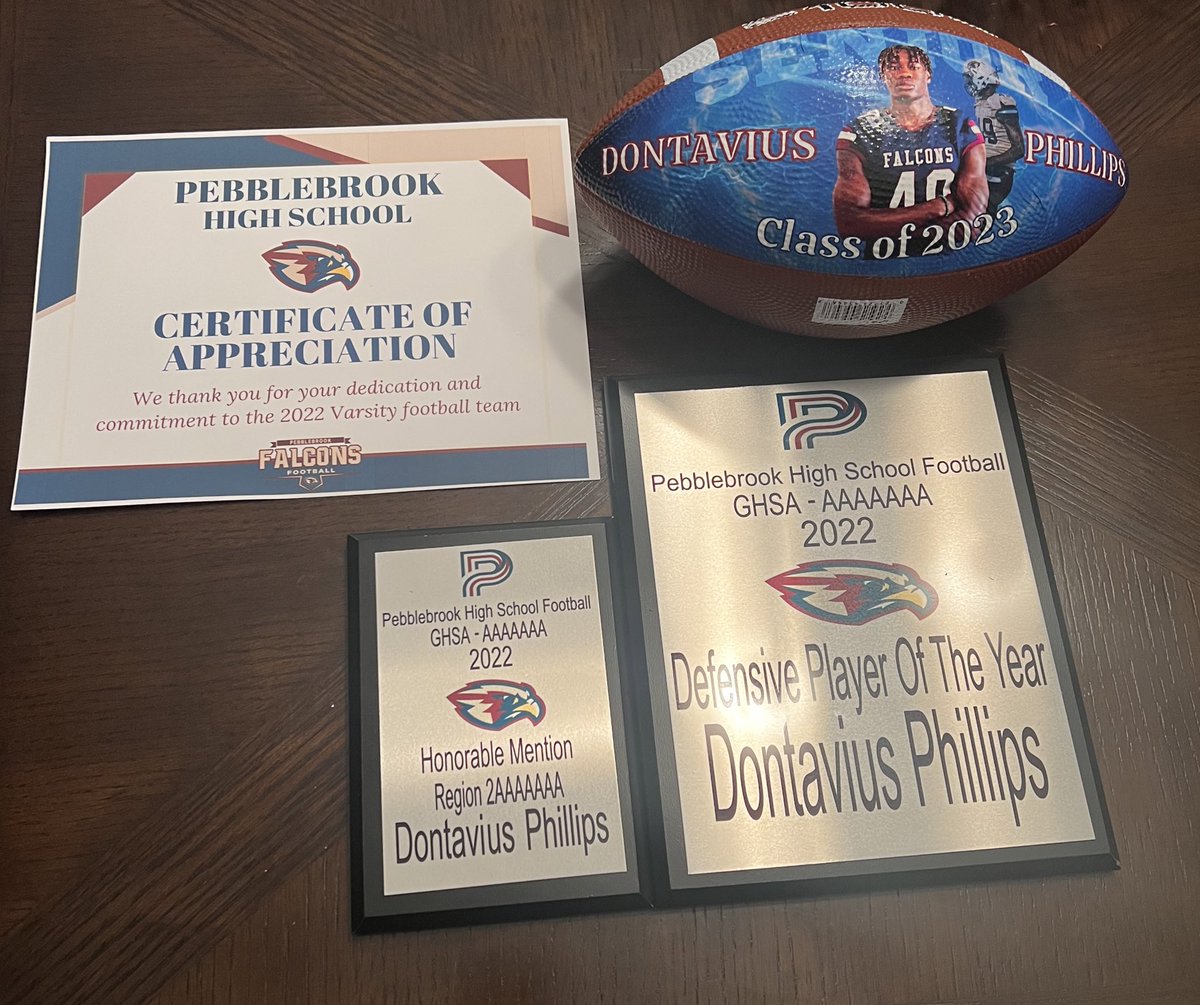 PEBBLEBROOK
HIGH SCHOOL
CERTIFICATE OF
APPRECIATION
We thank you for your dedication and
commitment to the 2022 Varsity football team
PEBBLEBROOK
FALCONS
FOOTBALL
SENIOR
DONTAVIUS
PHILLIPS
FALCONS
Class of 2023
Pebblebrook High School Football
GHSA - AAAAAAA
2022
Honorable Mention
Region 2AAAAAAA
Dontavius Phillips
Pebblebrook High School Football
GHSA - AAAAAAA
2022
Defensive Player Of The Year
Dontavius Phillips